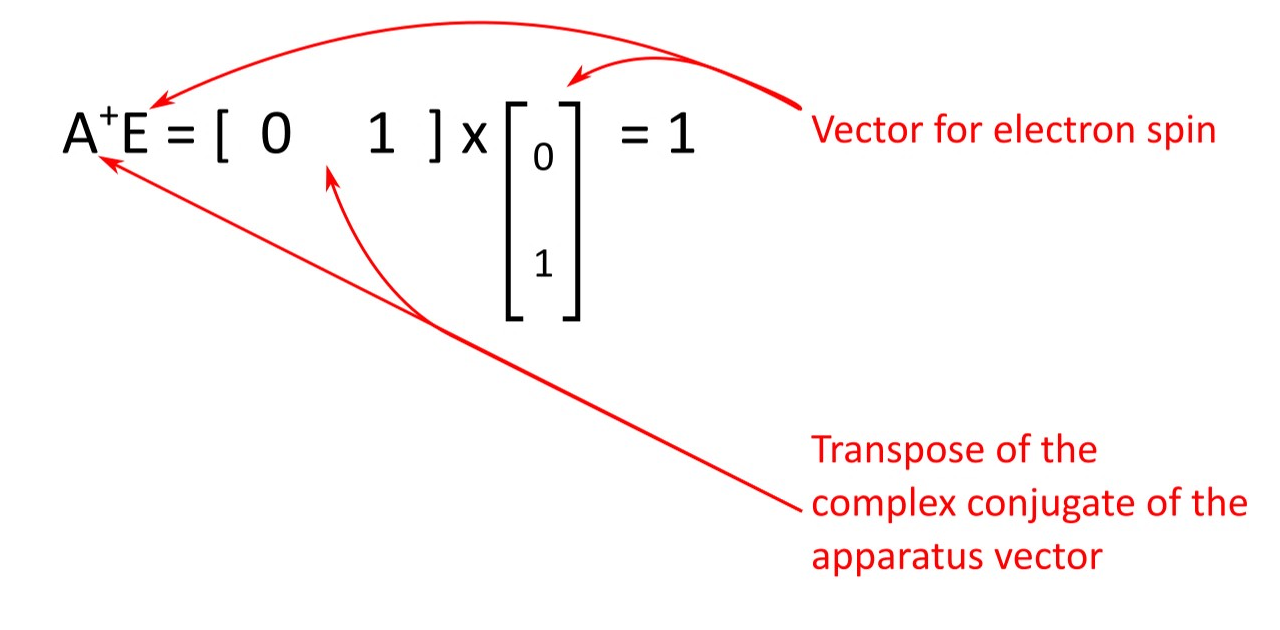 A⁺E = [ 0 1 ] x [ 0 ] = 1
1
Vector for electron spin
Transpose of the
complex conjugate of the
apparatus vector